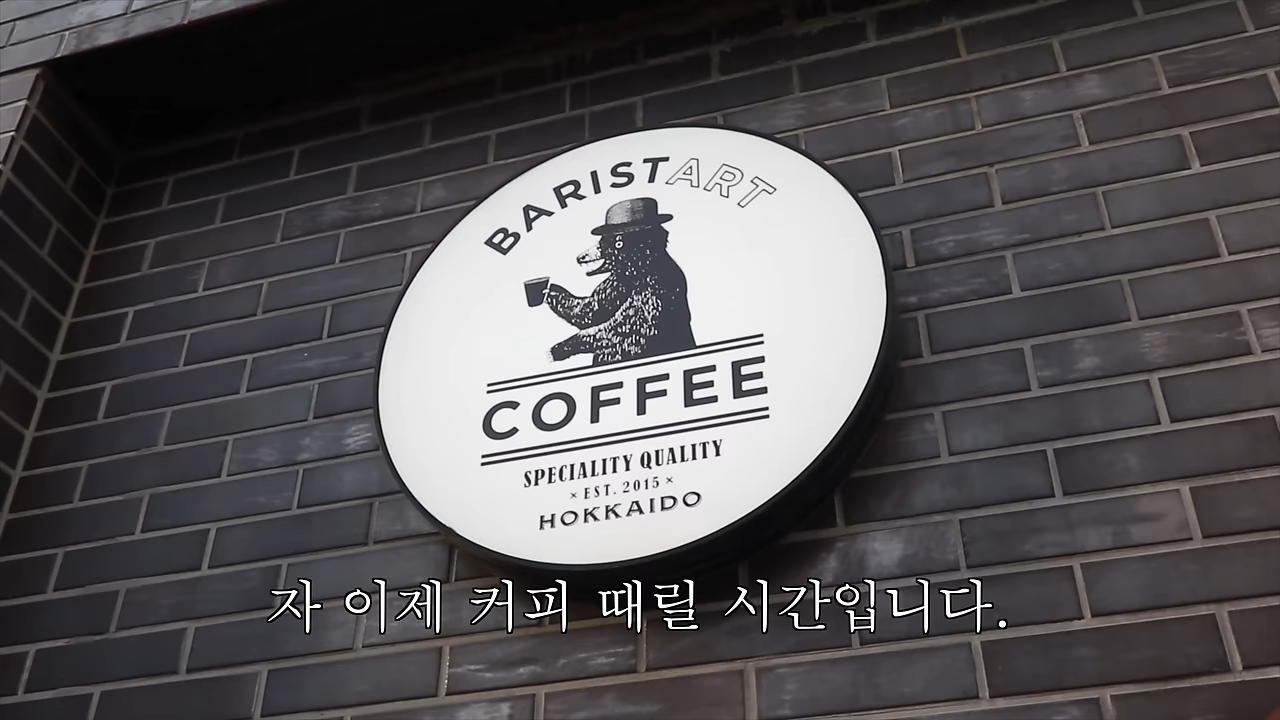 BARISTART
COFFEE
SPECIALITY QUALITY
× EST. 2015 ×
HOKKAIDO
자 이제 커피 때릴 시간입니다.